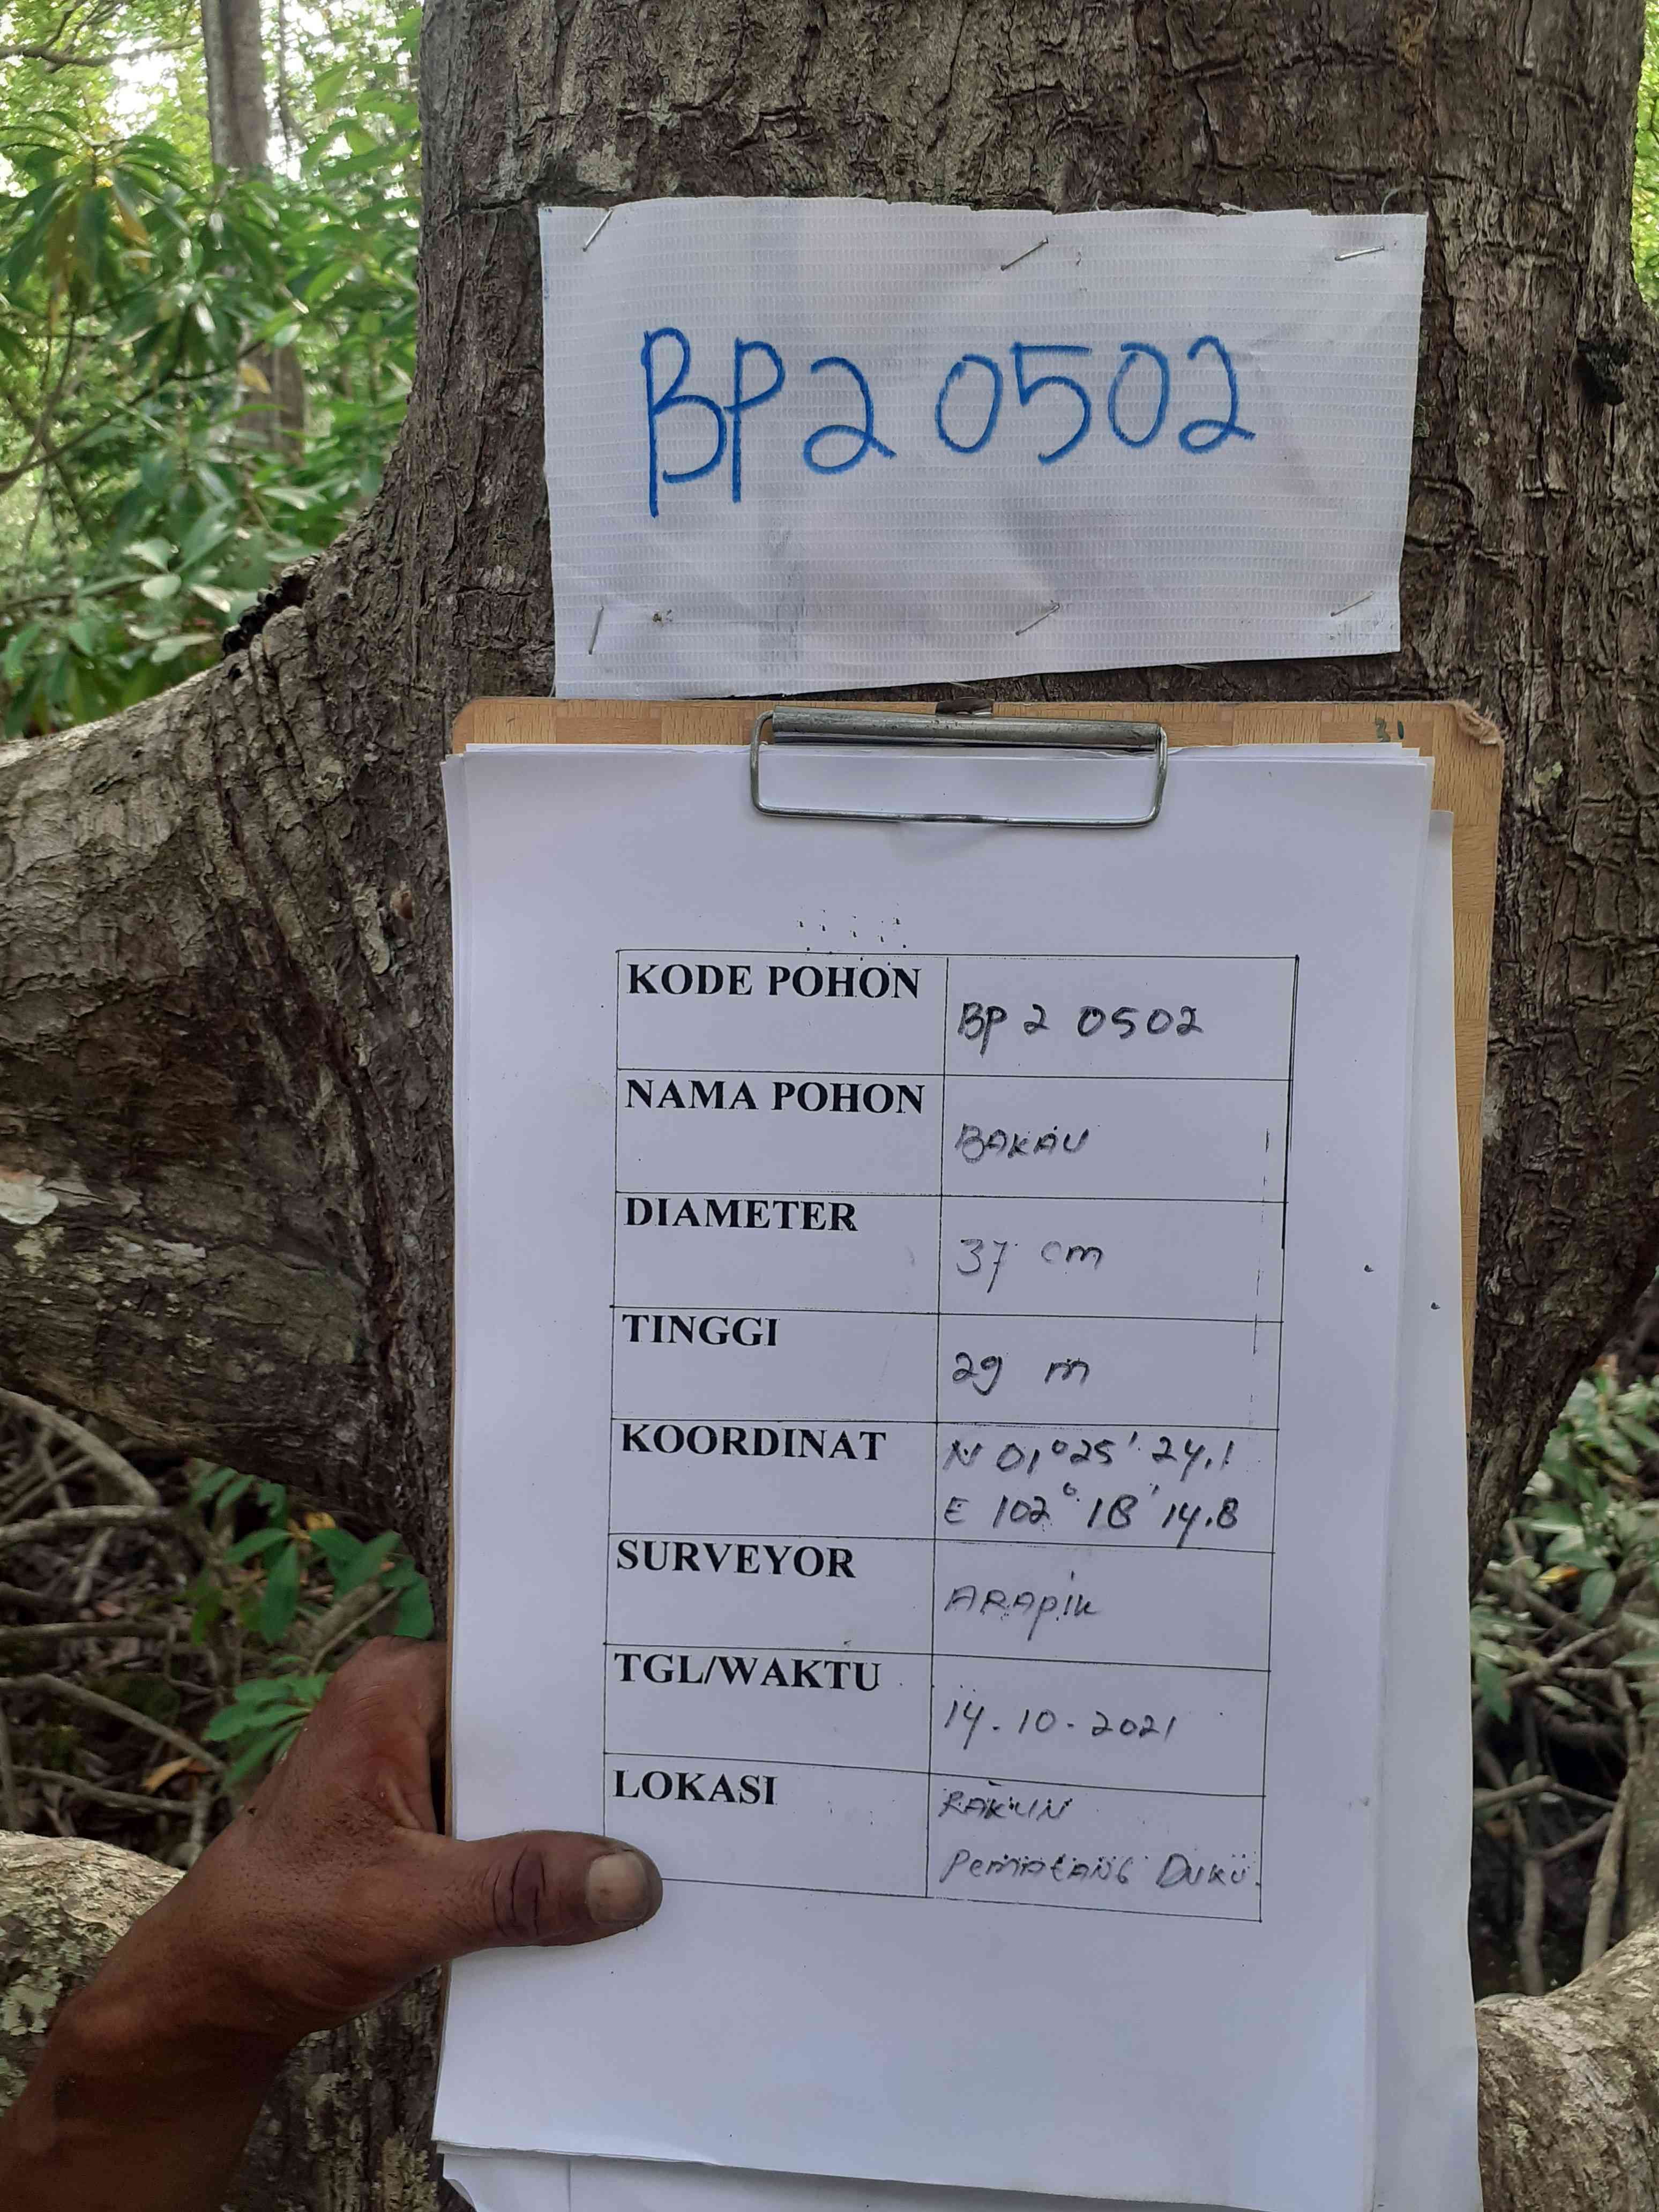 BP2 0502
31
KODE POHON BP 2 0502
NAMA POHON BAKAU
DIAMETER 37 cm
TINGGI 29 m
KOORDINAT N 01,°25' 24.1
E 102° 18' 14.8
SURVEYOR ARAPIK
TGL/WAKTU 14.10.2021
LOKASI RAKUN
PEMATANG DUKU.